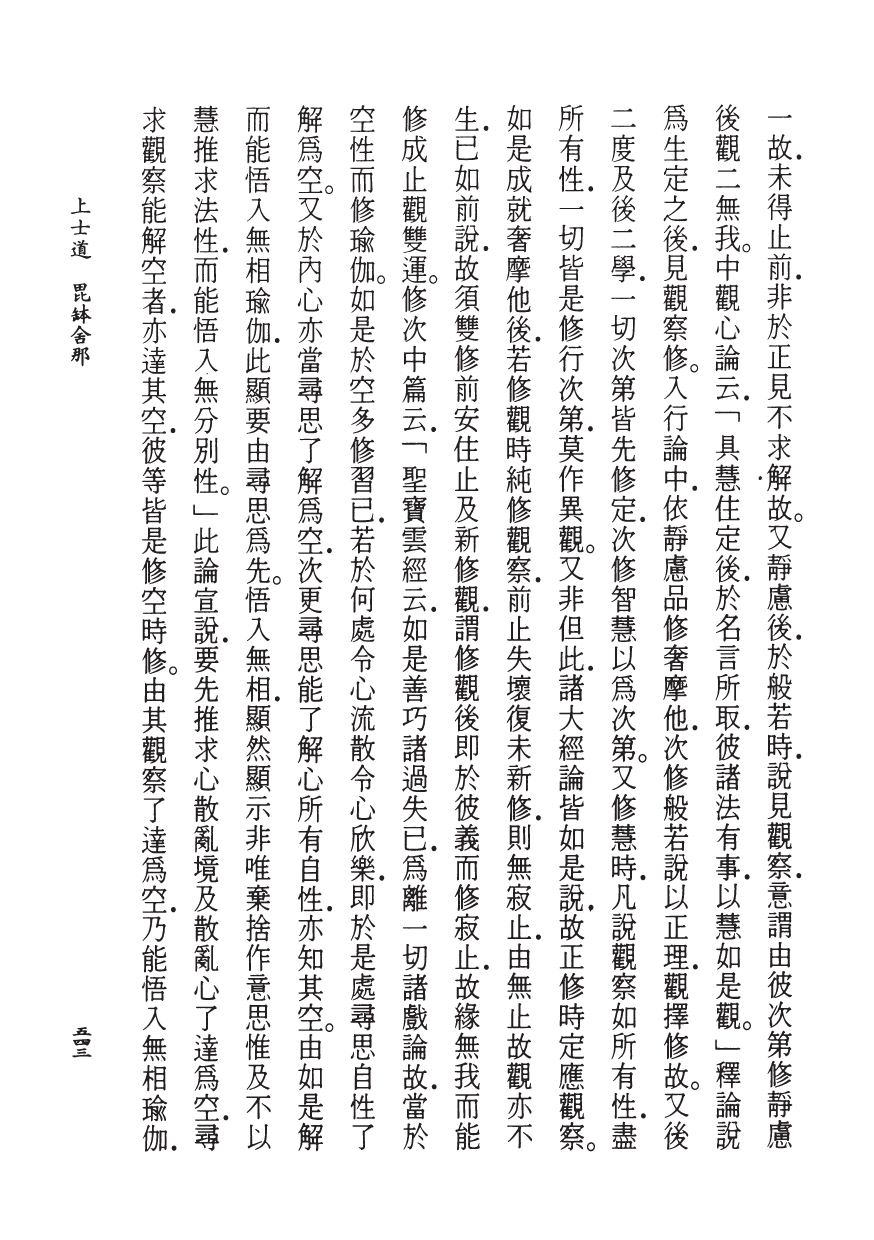 一故．未得止前．非於正見不求解故。又靜慮後．於般若時．說見觀察．意謂由彼次第修靜慮
後觀二無我。中觀心論云．「具慧住定後．於名言所取．彼諸法有事．以慧如是觀。」釋論說
爲生定之後．見觀察修。入行論中．依靜慮品修奢摩他．次修般若說以正理．觀擇修故。又後
二度及後二學．一切次第皆先修定．次修智慧以爲次第。又修慧時．凡說觀察如所有性．盡
所有性．一切皆是修行次第．莫作異觀。又非但此．諸大經論皆如是說．故正修時定應觀察。
如是成就奢摩他後．若修觀時純修觀察．前止失壞復未新修．則無寂止．由無止故觀亦不
生．已如前說．故須雙修前安住止及新修觀．謂修觀後即於彼義而修寂止．故緣無我而能
修成止觀雙運。修次中篇云．「聖寶雲經云．如是善巧諸過失已．爲離一切諸戲論故．當於
空性而修瑜伽。如是於空多修習已．若於何處令心流散令心欣樂．即於是處尋思自性了
解爲空。又於內心亦當尋思了解爲空．次更尋思能了解心所有自性．亦知其空。由如是解
而能悟入無相瑜伽．此顯要由尋思爲先。悟入無相．顯然顯示非唯棄捨作意思惟及不以
慧推求法性．而能悟入無分別性。」此論宣說．要先推求心散亂境及散亂心了達爲空．尋
求觀察能解空者．亦達其空．彼等皆是修空時修。由其觀察了達爲空．乃能悟入無相瑜伽．
上士道　毘鉢舍那
五四三